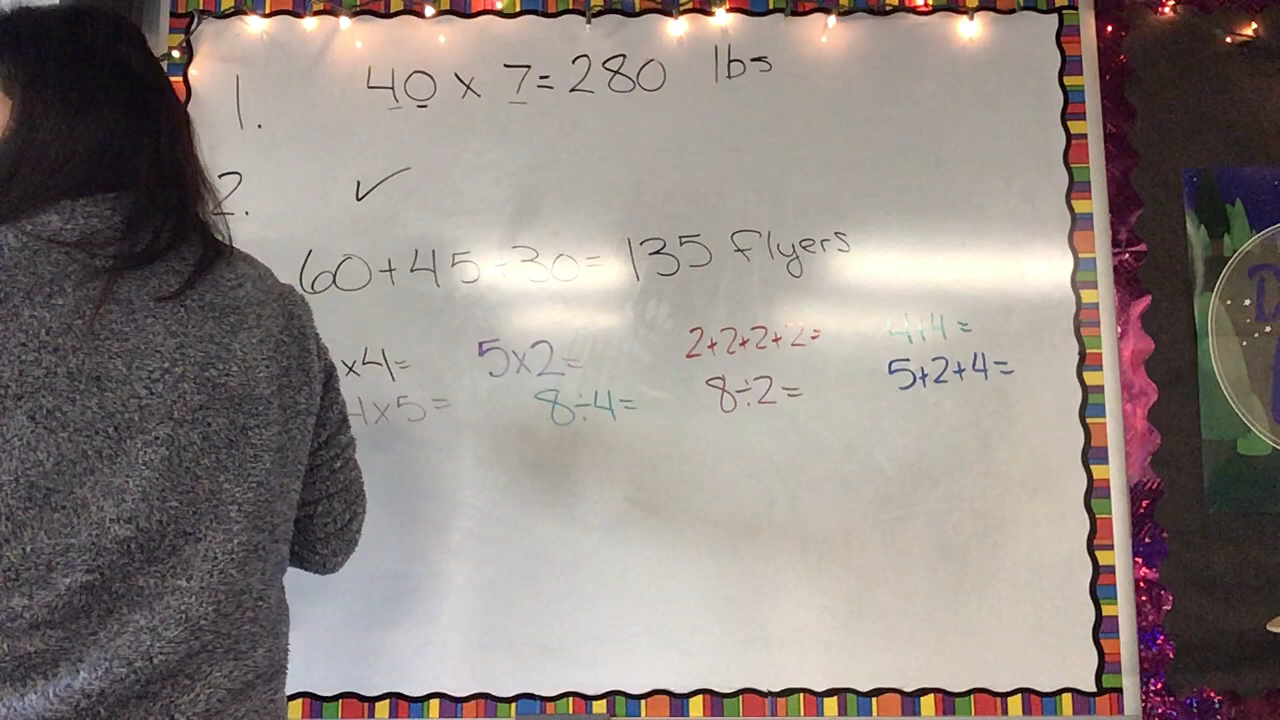 1. 40 x 7 = 280 lbs
2. ✓
60+45+30= 135 flyers
x4= 5x2= 2+2+2+2= 4+4=
4x5= 8÷4= 8÷2= 5+2+4=